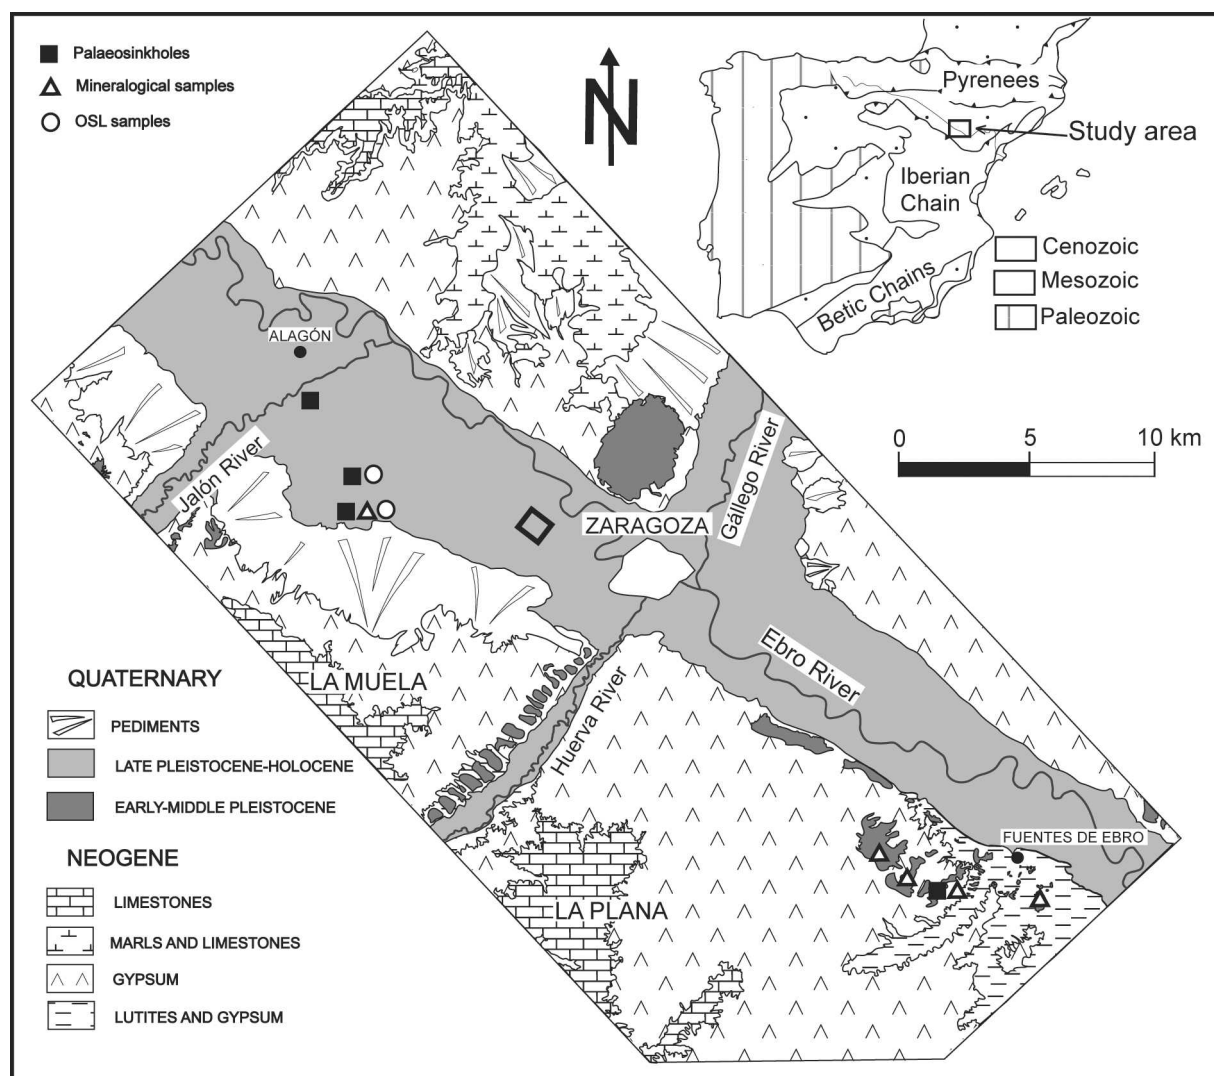 Palaeosinkholes
Mineralogical samples
OSL samples
N
Pyrenees
Study area
Iberian
Chain
Betic Chains
Cenozoic
Mesozoic
Paleozoic
0 5 10 km
ALAGÓN
Jalón River
ZARAGOZA
Gállego River
Ebro River
Huerva River
LA MUELA
LA PLANA
FUENTES DE EBRO
QUATERNARY
PEDIMENTS
LATE PLEISTOCENE-HOLOCENE
EARLY-MIDDLE PLEISTOCENE
NEOGENE
LIMESTONES
MARLS AND LIMESTONES
GYPSUM
LUTITES AND GYPSUM